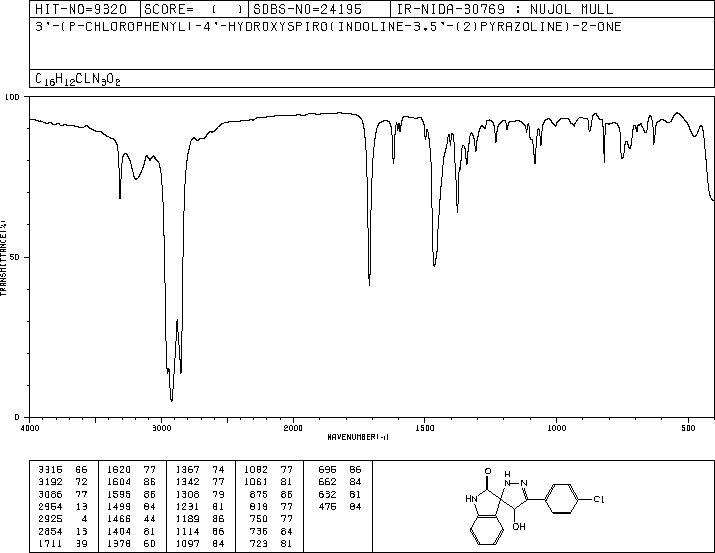 HIT-NO=9320 SCORE= ( ) SDBS-NO=24195 IR-NIDA-30769 : NUJOL MULL
3'-(P-CHLOROPHENYL)-4'-HYDROXYSPIRO(INDOLINE-3,5'-(2)PYRAZOLINE)-2-ONE
C16H12CLN3O2
100
50
0
TRANSMITTANCE(%)
4000 3000 2000 1500 1000 500
WAVENUMBER(-1)
3315 66 1620 77 1367 74 1082 77 696 86
3192 72 1604 86 1342 77 1061 81 662 84
3086 77 1595 86 1308 79 875 86 632 81
2954 13 1499 84 1231 81 819 77 476 84
2925 4 1466 44 1189 86 750 77
2854 13 1404 81 1114 86 736 84
1711 39 1378 60 1097 84 723 81
O
H
N
N
HN
OH
Cl